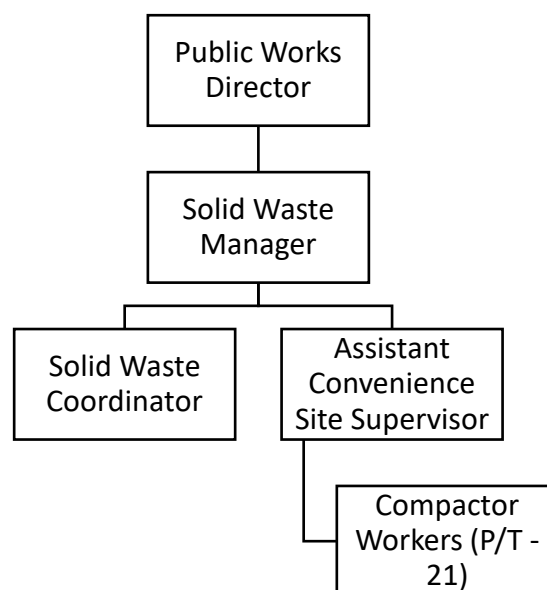 Public Works
Director
Solid Waste
Manager
Solid Waste
Coordinator
Assistant
Convenience
Site Supervisor
Compactor
Workers (P/T -
21)